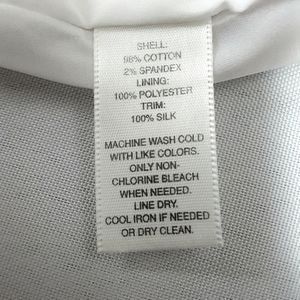 SHELL:
98% COTTON
2% SPANDEX
LINING:
100% POLYESTER
TRIM:
100% SILK
MACHINE WASH COLD
WITH LIKE COLORS.
ONLY NON-
CHLORINE BLEACH
WHEN NEEDED.
LINE DRY.
COOL IRON IF NEEDED
OR DRY CLEAN.